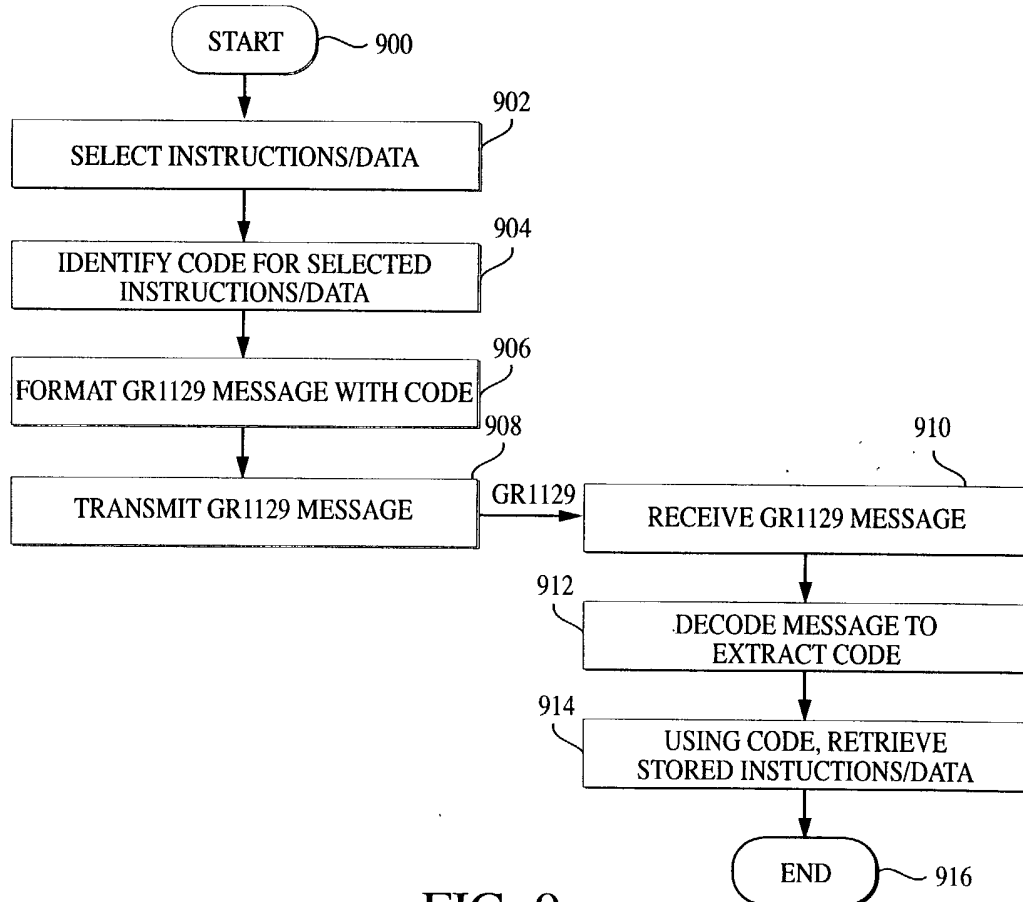 START
900
902
SELECT INSTRUCTIONS/DATA
904
IDENTIFY CODE FOR SELECTED
INSTRUCTIONS/DATA
906
FORMAT GR1129 MESSAGE WITH CODE
908
TRANSMIT GR1129 MESSAGE
GR1129
910
RECEIVE GR1129 MESSAGE
912
DECODE MESSAGE TO
EXTRACT CODE
914
USING CODE, RETRIEVE
STORED INSTUCTIONS/DATA
END
916
FIG. 9